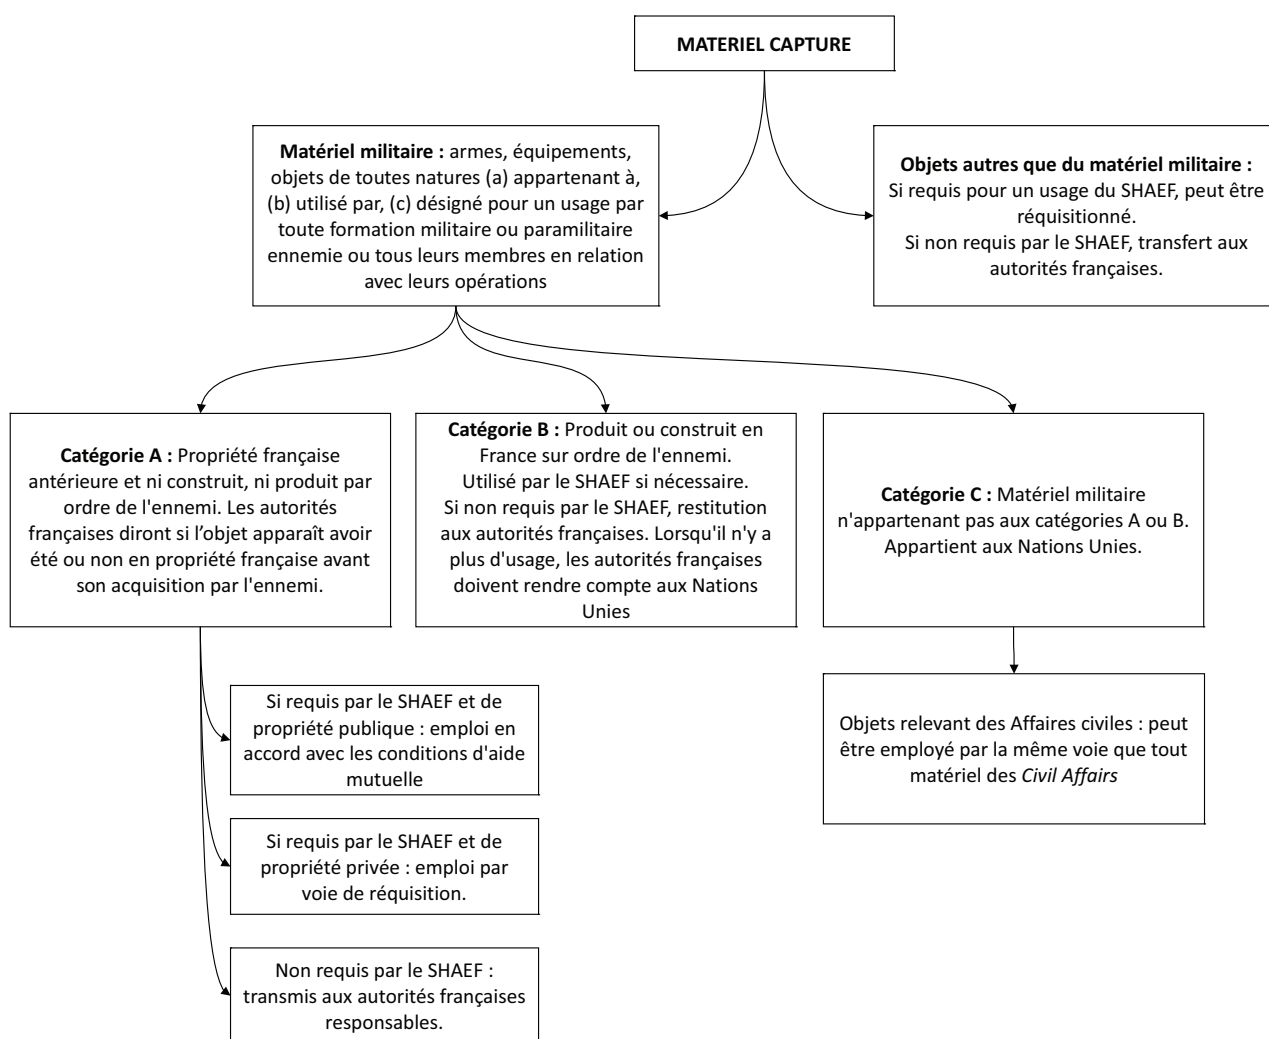 MATERIEL CAPTURE
Matériel militaire : armes, équipements,
objets de toutes natures (a) appartenant à,
(b) utilisé par, (c) désigné pour un usage par
toute formation militaire ou paramilitaire
ennemie ou tous leurs membres en relation
avec leurs opérations
Objets autres que du matériel militaire :
Si requis pour un usage du SHAEF, peut être
réquisitionné.
Si non requis par le SHAEF, transfert aux
autorités françaises.
Catégorie A : Propriété française
antérieure et ni construit, ni produit par
ordre de l'ennemi. Les autorités
françaises diront si l’objet apparaît avoir
été ou non en propriété française avant
son acquisition par l'ennemi.
Catégorie B : Produit ou construit en
France sur ordre de l'ennemi.
Utilisé par le SHAEF si nécessaire.
Si non requis par le SHAEF, restitution
aux autorités françaises. Lorsqu'il n'y a
plus d'usage, les autorités françaises
doivent rendre compte aux Nations
Unies
Catégorie C : Matériel militaire
n'appartenant pas aux catégories A ou B.
Appartient aux Nations Unies.
Si requis par le SHAEF et de
propriété publique : emploi en
accord avec les conditions d'aide
mutuelle
Objets relevant des Affaires civiles : peut
être employé par la même voie que tout
matériel des Civil Affairs
Si requis par le SHAEF et de
propriété privée : emploi par
voie de réquisition.
Non requis par le SHAEF :
transmis aux autorités françaises
responsables.